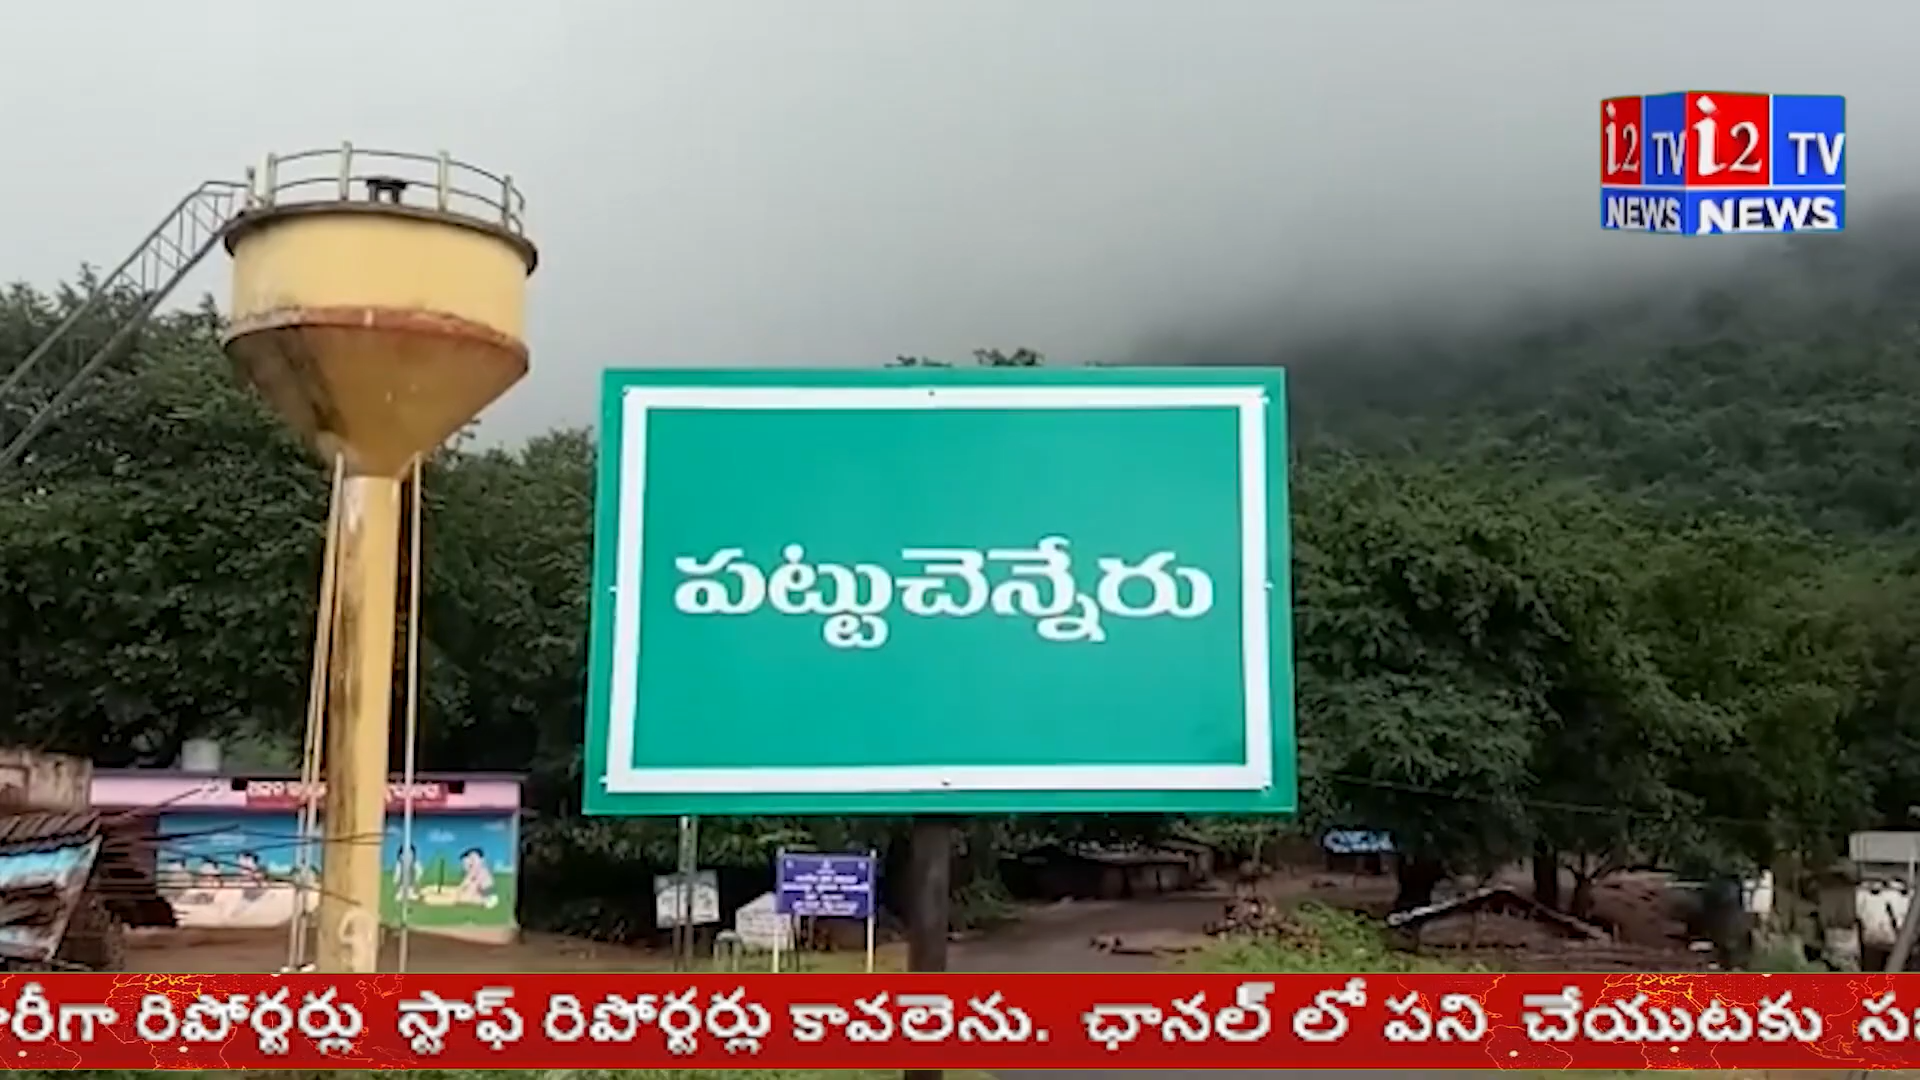 i2 TV i2 TV
NEWS NEWS
పట్టుచెన్నేరు
రీగా రిపోర్టర్లు స్టాఫ్ రిపోర్టర్లు కావలెను. ఛానల్ లో పని చేయుటకు